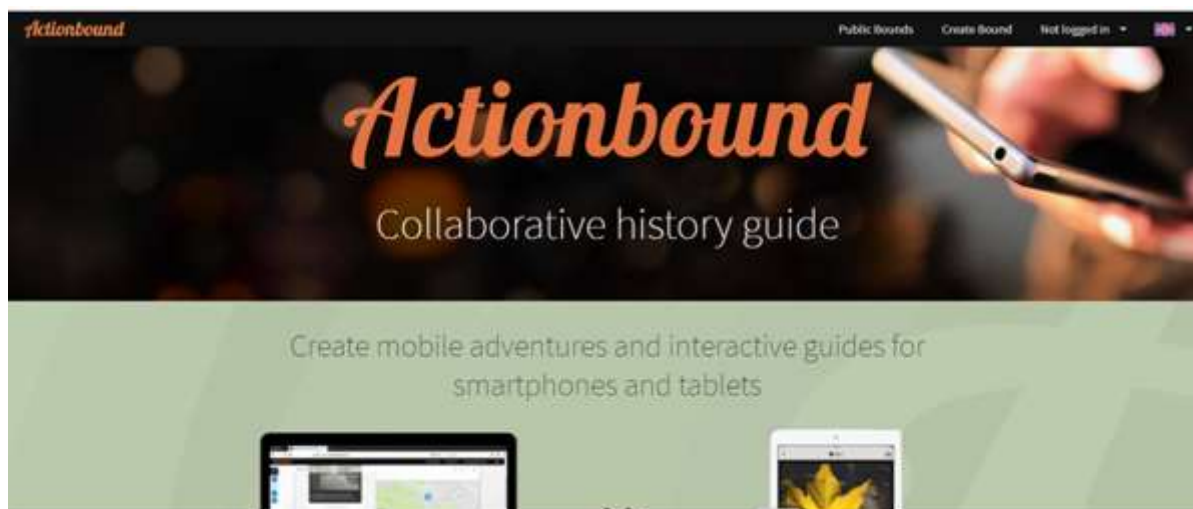 Actionbound
Public Bounds Create Bound Not logged in
Actionbound
Collaborative history guide
Create mobile adventures and interactive guides for
smartphones and tablets